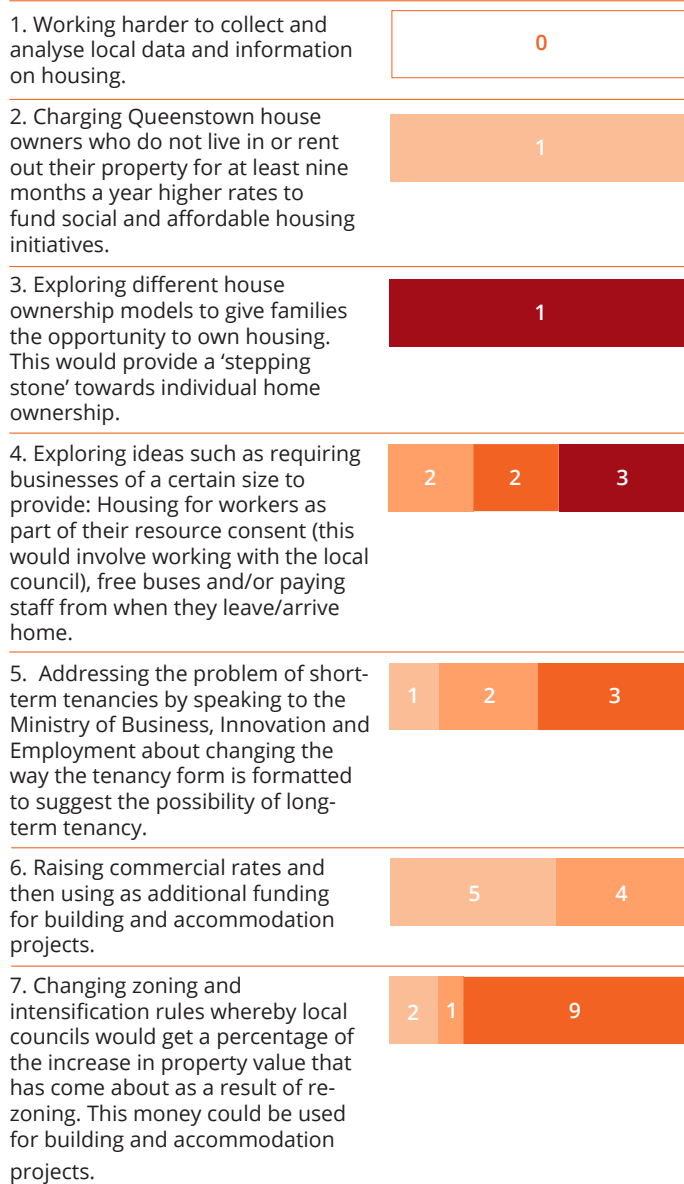 1. Working harder to collect and
analyse local data and information
on housing.
0
2. Charging Queenstown house
owners who do not live in or rent
out their property for at least nine
months a year higher rates to
fund social and affordable housing
initiatives.
1
3. Exploring different house
ownership models to give families
the opportunity to own housing.
This would provide a ‘stepping
stone’ towards individual home
ownership.
1
4. Exploring ideas such as requiring
businesses of a certain size to
provide: Housing for workers as
part of their resource consent (this
would involve working with the local
council), free buses and/or paying
staff from when they leave/arrive
home.
2 2 3
5. Addressing the problem of short-
term tenancies by speaking to the
Ministry of Business, Innovation and
Employment about changing the
way the tenancy form is formatted
to suggest the possibility of long-
term tenancy.
1 2 3
6. Raising commercial rates and
then using as additional funding
for building and accommodation
projects.
5 4
7. Changing zoning and
intensification rules whereby local
councils would get a percentage of
the increase in property value that
has come about as a result of re-
zoning. This money could be used
for building and accommodation
projects.
2 1 9